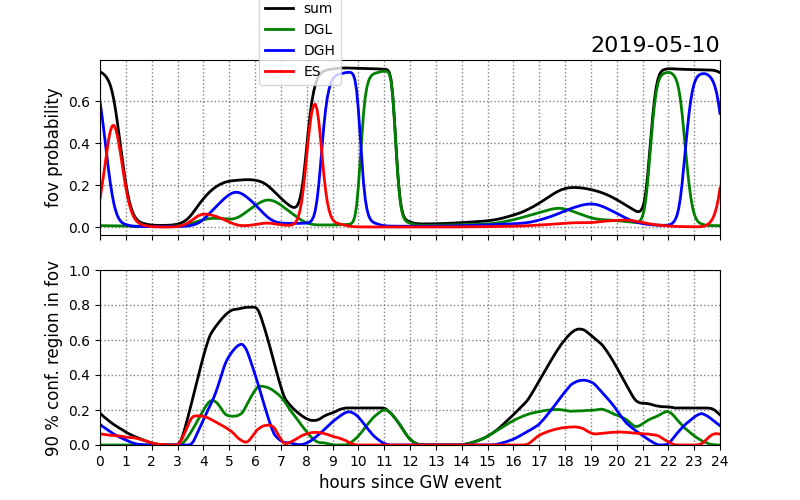 sum
DGL
DGH
ES
2019-05-10
fov probability
0.6
0.4
0.2
0.0
90 % conf. region in fov
1.0
0.8
0.6
0.4
0.2
0.0
0 1 2 3 4 5 6 7 8 9 10 11 12 13 14 15 16 17 18 19 20 21 22 23 24
hours since GW event